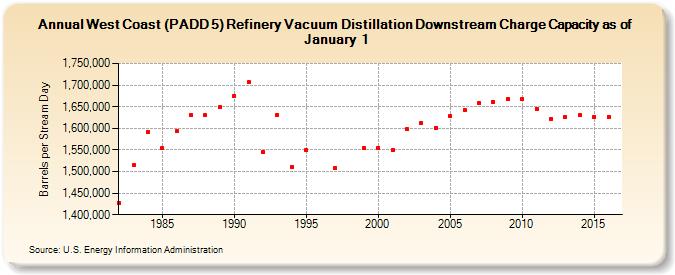 Annual West Coast (PADD 5) Refinery Vacuum Distillation Downstream Charge Capacity as of
January 1
Barrels per Stream Day
1,750,000
1,700,000
1,650,000
1,600,000
1,550,000
1,500,000
1,450,000
1,400,000
1985 1990 1995 2000 2005 2010 2015
Source: U.S. Energy Information Administration